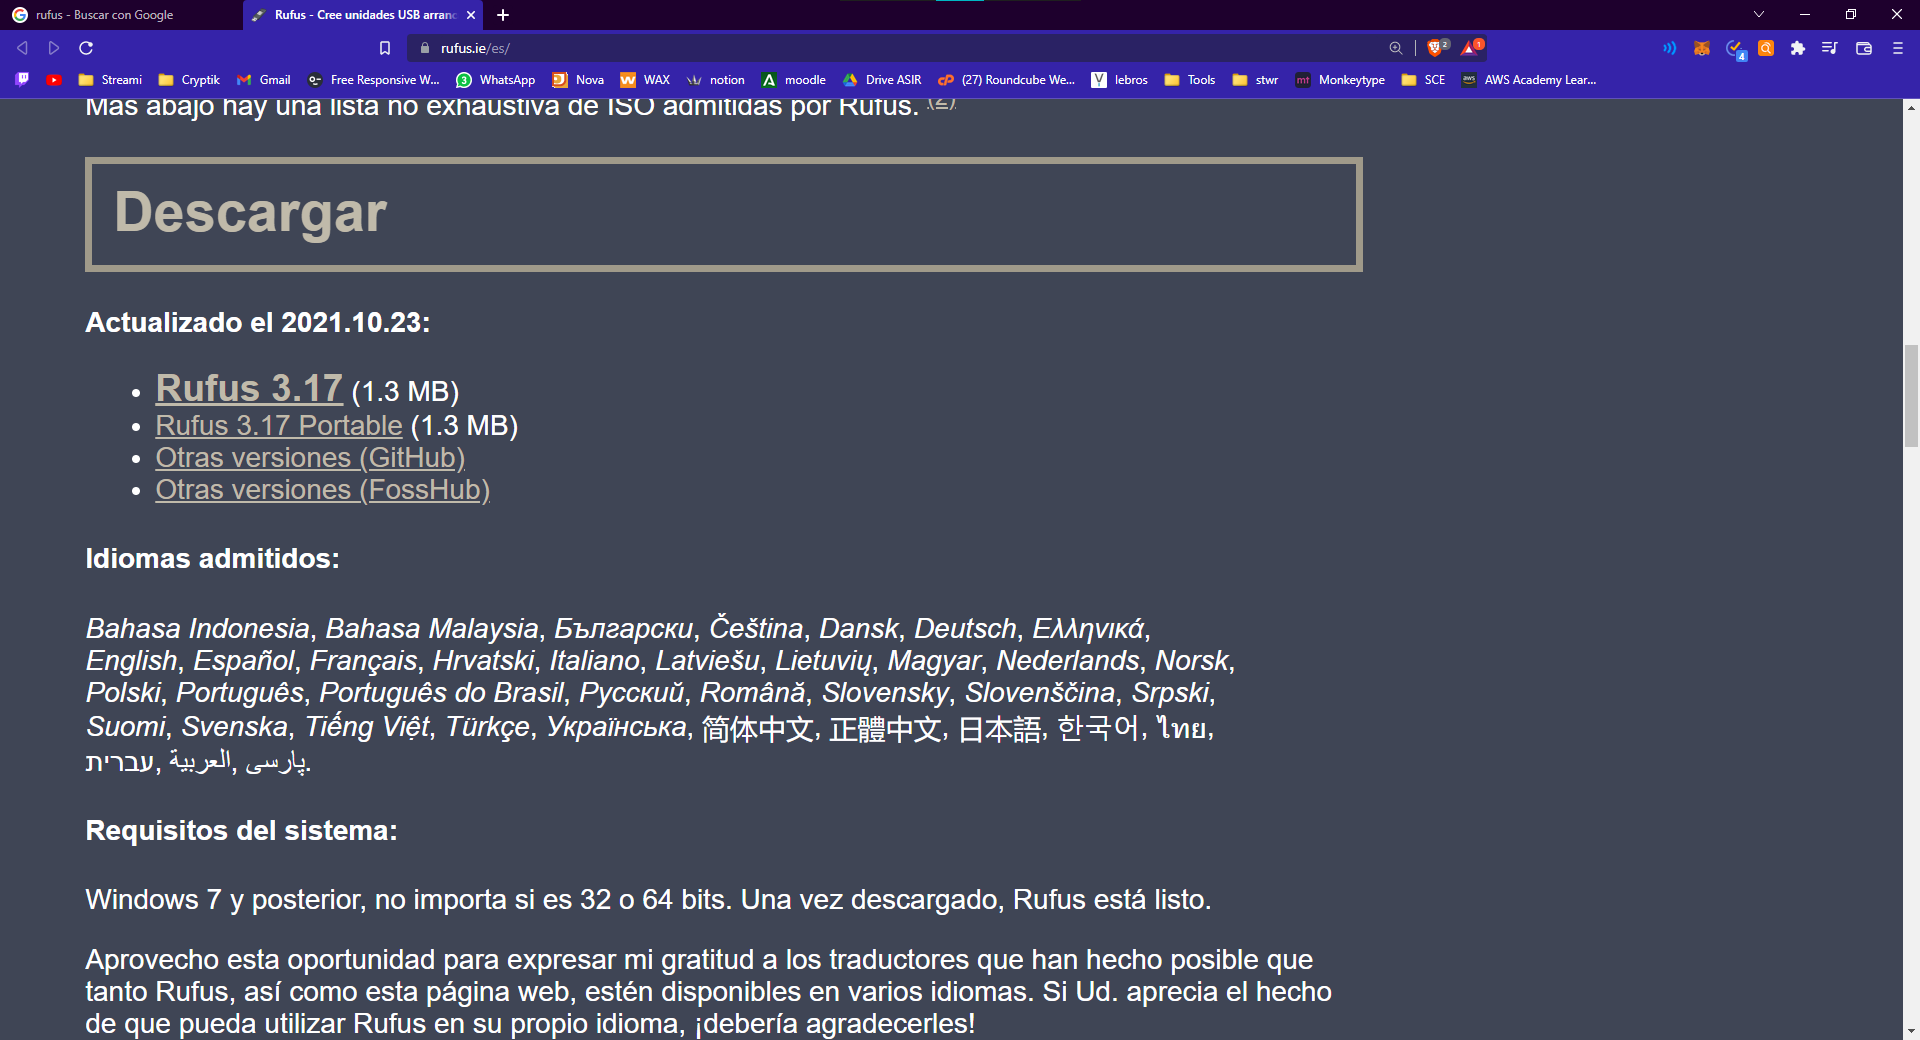 rufus - Buscar con Google
Rufus - Cree unidades USB arranc
rufus.ie/es/
2
1
4
Streami
Cryptik
Gmail
Free Responsive W...
3
WhatsApp
Nova
WAX
notion
moodle
Drive ASIR
(27) Roundcube We...
lebros
Tools
stwr
mt
Monkeytype
SCE
aws
AWS Academy Lear...
Más abajo hay una lista no exhaustiva de ISO admitidas por Rufus. (2)
Descargar
Actualizado el 2021.10.23:
• Rufus 3.17 (1.3 MB)
• Rufus 3.17 Portable (1.3 MB)
• Otras versiones (GitHub)
• Otras versiones (FossHub)
Idiomas admitidos:
Bahasa Indonesia, Bahasa Malaysia, Български, Čeština, Dansk, Deutsch, Ελληνικά,
English, Español, Français, Hrvatski, Italiano, Latviešu, Lietuvių, Magyar, Nederlands, Norsk,
Polski, Português, Português do Brasil, Русский, Română, Slovensky, Slovenščina, Srpski,
Suomi, Svenska, Tiếng Việt, Türkçe, Українська, 简体中文, 正體中文, 日本語, 한국어, ไทย,
עברית, العربية, پارسی.
Requisitos del sistema:
Windows 7 y posterior, no importa si es 32 o 64 bits. Una vez descargado, Rufus está listo.
Aprovecho esta oportunidad para expresar mi gratitud a los traductores que han hecho posible que
tanto Rufus, así como esta página web, estén disponibles en varios idiomas. Si Ud. aprecia el hecho
de que pueda utilizar Rufus en su propio idioma, ¡debería agradecerles!